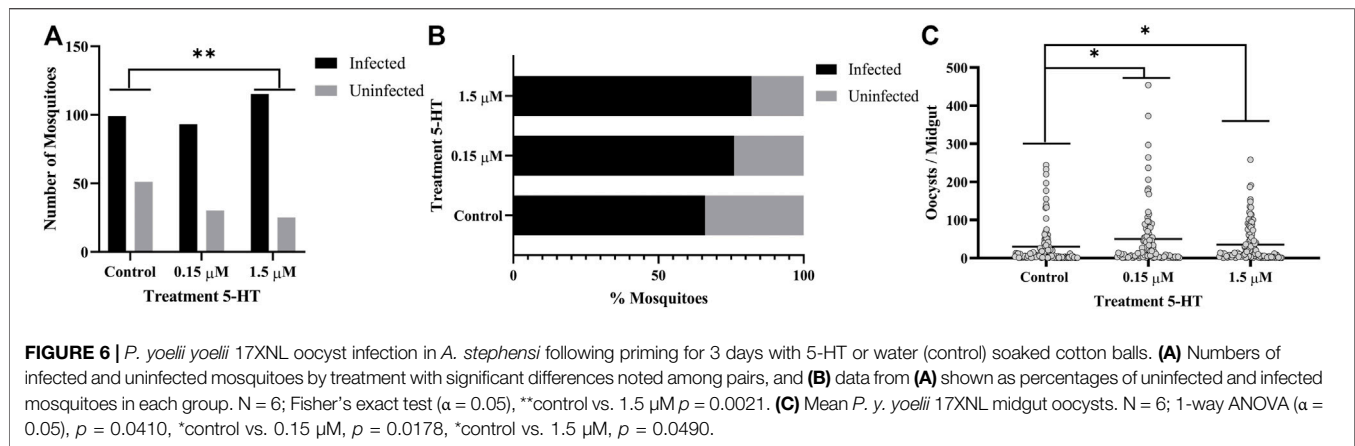 A
150
100
50
0
Number of Mosquitoes
**
Infected
Uninfected
Control
0.15 μM
1.5 μM
Treatment 5-HT
B
Treatment 5-HT
1.5 μM
0.15 μM
Control
0
50
100
% Mosquitoes
Infected
Uninfected
C
*
*
500
400
300
200
100
0
Oocysts / Midgut
Control
0.15 μM
1.5 μM
Treatment 5-HT
FIGURE 6 | P. yoelii yoelii 17XNL oocyst infection in A. stephensi following priming for 3 days with 5-HT or water (control) soaked cotton balls. (A) Numbers of
infected and uninfected mosquitoes by treatment with significant differences noted among pairs, and (B) data from (A) shown as percentages of uninfected and infected
mosquitoes in each group. N = 6; Fisher's exact test (α = 0.05), **control vs. 1.5 μM p = 0.0021. (C) Mean P. y. yoelii 17XNL midgut oocysts. N = 6; 1-way ANOVA (α =
0.05), p = 0.0410, *control vs. 0.15 μM, p = 0.0178, *control vs. 1.5 μM, p = 0.0490.